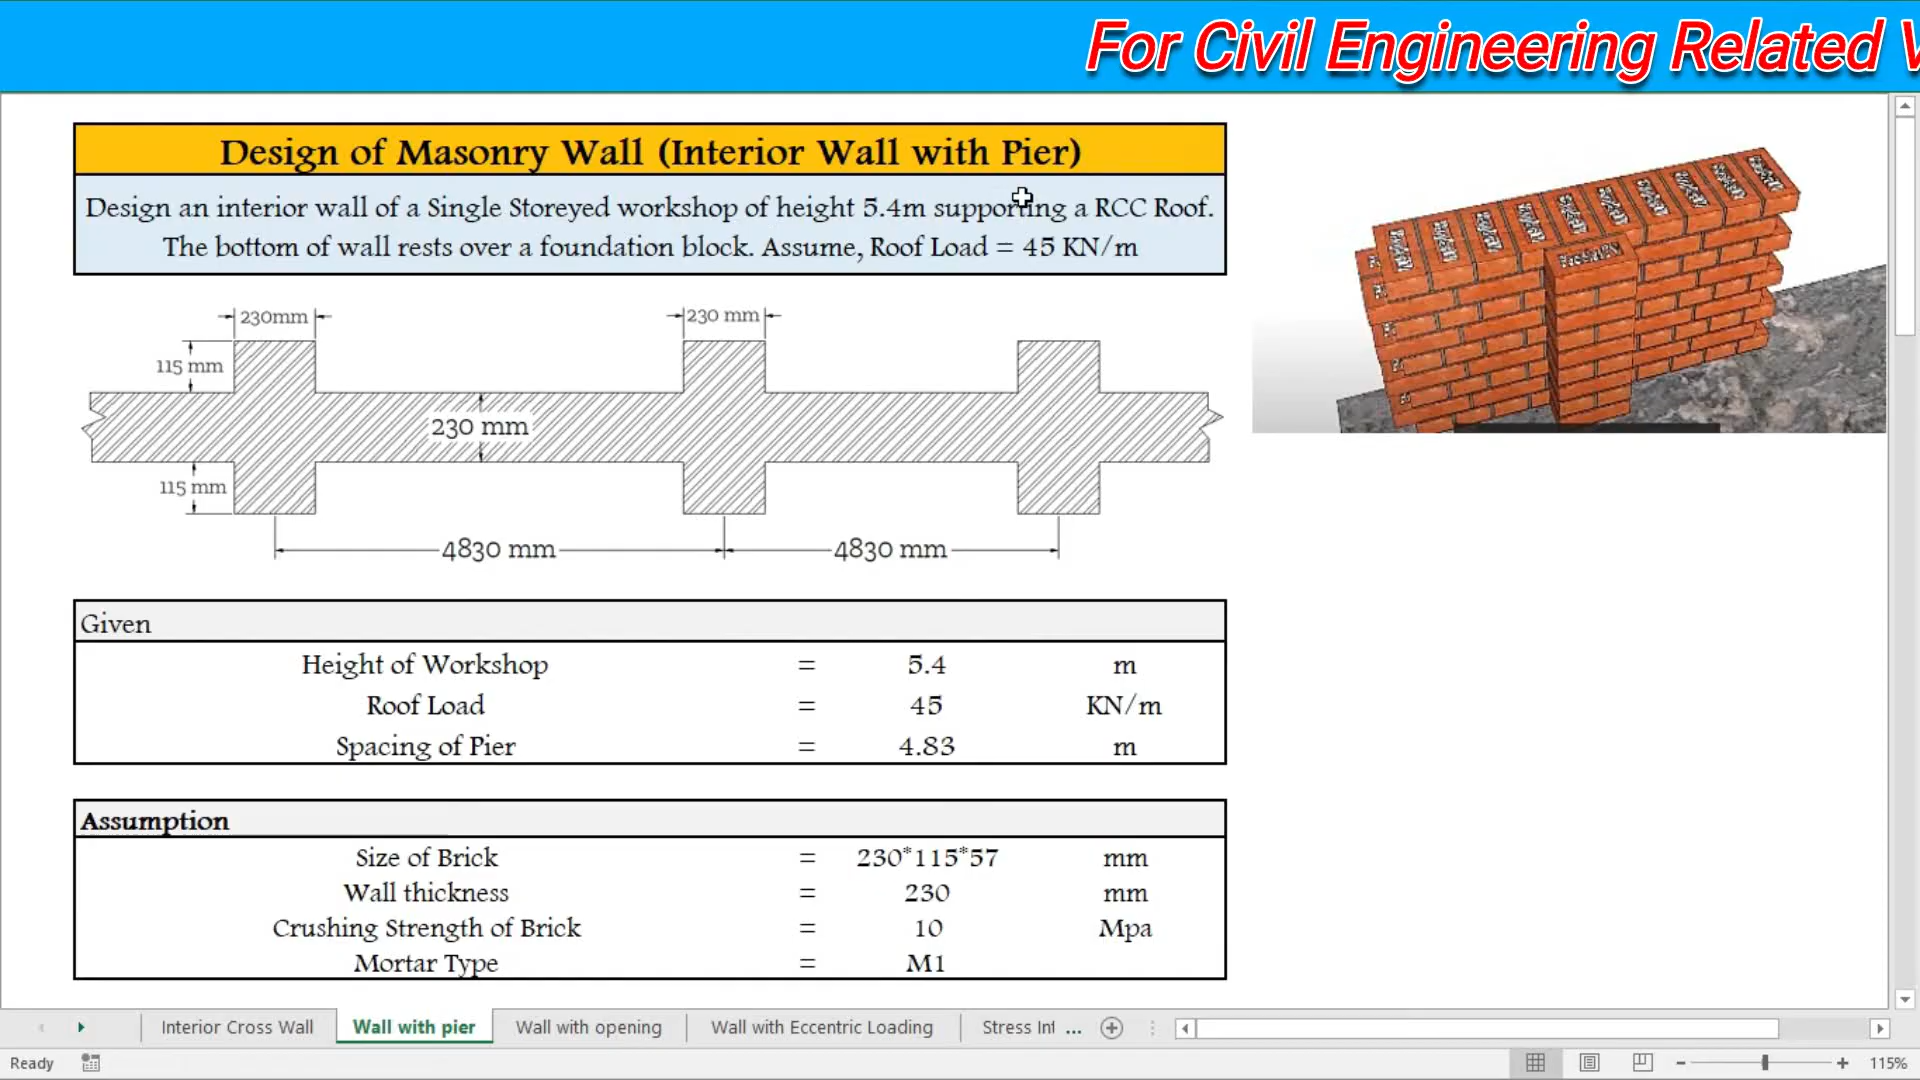 For Civil Engineering Related V
Design of Masonry Wall (Interior Wall with Pier)
Design an interior wall of a Single Storeyed workshop of height 5.4m supporting a RCC Roof.
The bottom of wall rests over a foundation block. Assume, Roof Load = 45 KN/m
230mm
230 mm
115 mm
230 mm
115 mm
4830 mm
4830 mm
Given
Height of Workshop = 5.4 m
Roof Load = 45 KN/m
Spacing of Pier = 4.83 m
Assumption
Size of Brick = 230*115*57 mm
Wall thickness = 230 mm
Crushing Strength of Brick = 10 Mpa
Mortar Type = M1
Interior Cross Wall Wall with pier Wall with opening Wall with Eccentric Loading Stress Int ...
Ready 115%